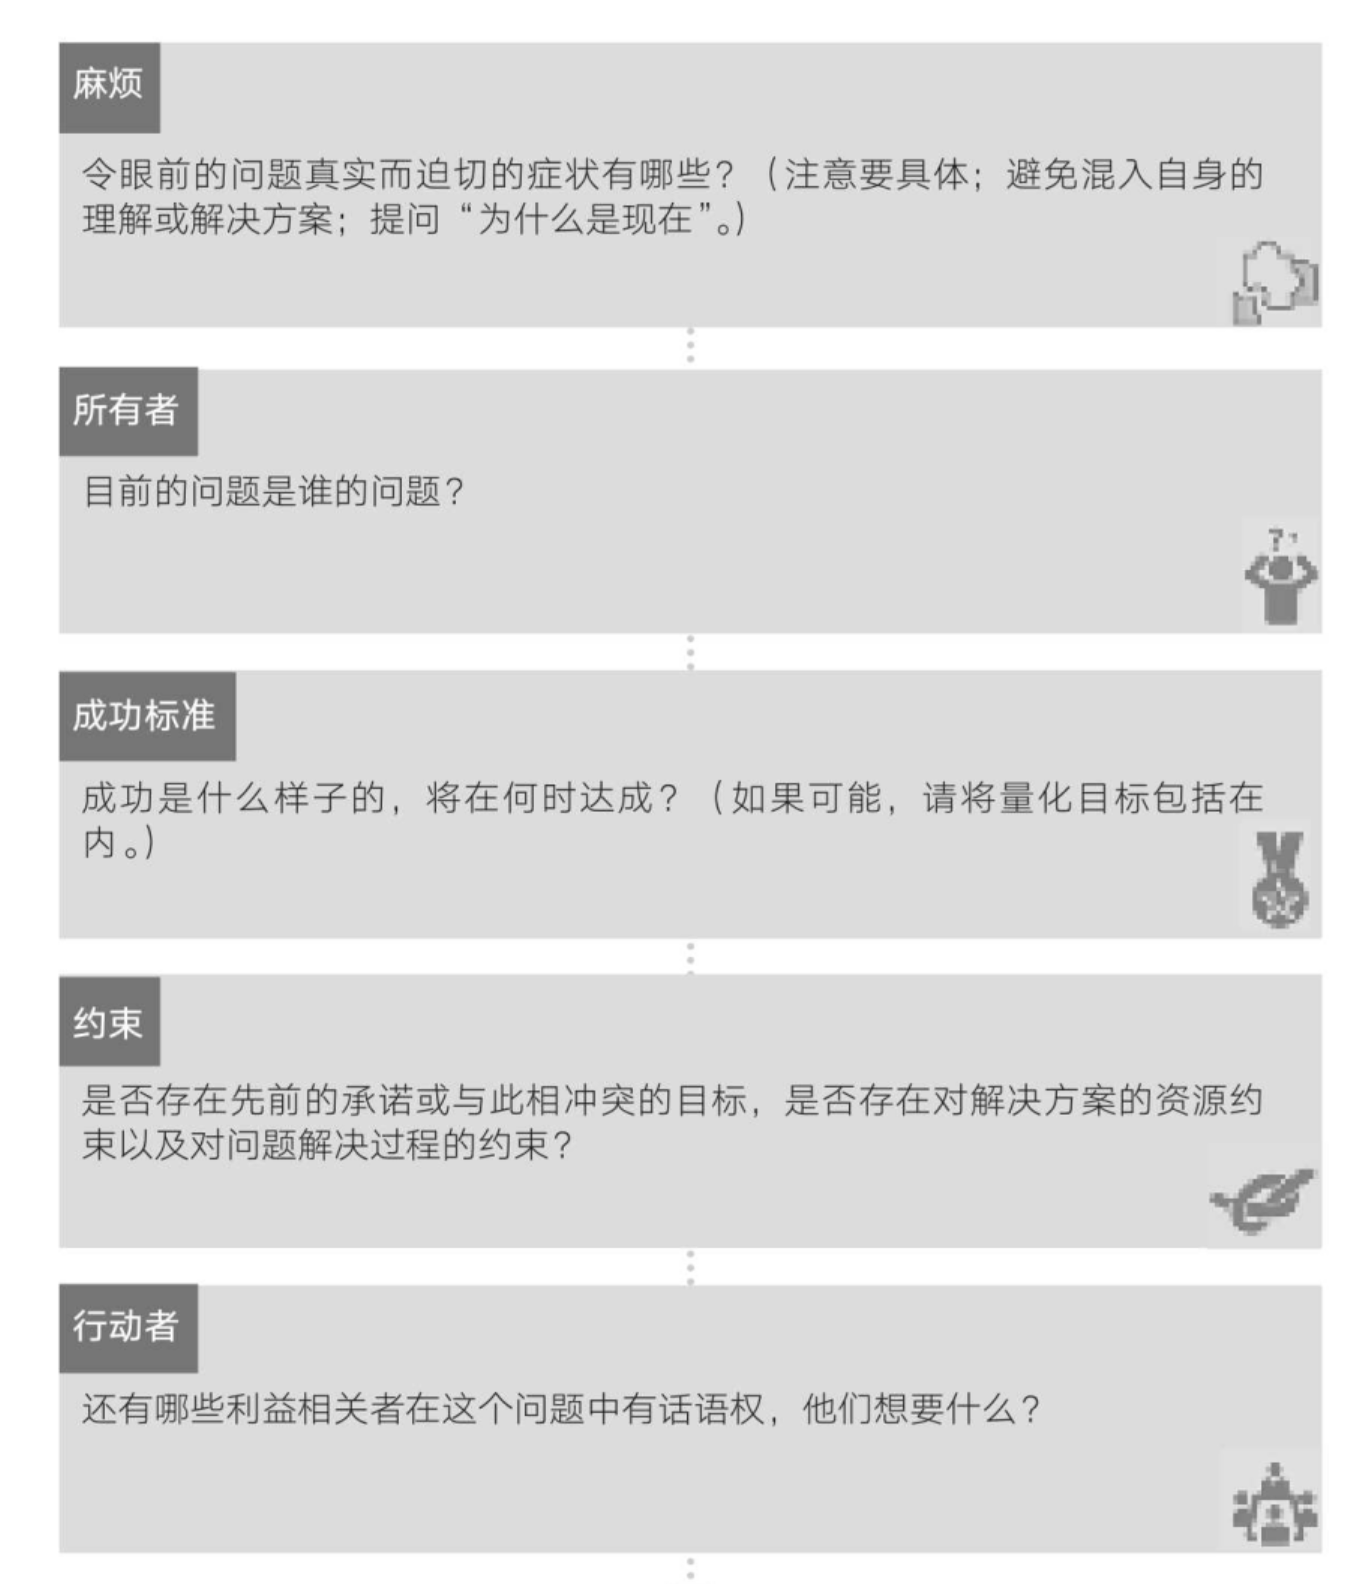 麻烦
令眼前的问题真实而迫切的症状有哪些？（注意要具体；避免混入自身的
理解或解决方案；提问“为什么是现在”。）
所有者
目前的问题是谁的问题？
成功标准
成功是什么样子的，将在何时达成？（如果可能，请将量化目标包括在
内。）
约束
是否存在先前的承诺或与此相冲突的目标，是否存在对解决方案的资源约
束以及对问题解决过程的约束？
行动者
还有哪些利益相关者在这个问题中有话语权，他们想要什么？